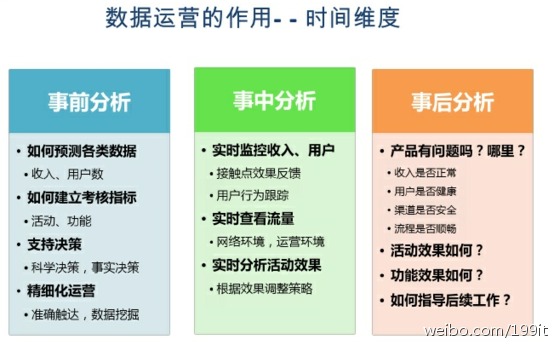 数据运营的作用- - 时间维度
事前分析
• 如何预测各类数据
• 收入、用户数
• 如何建立考核指标
• 活动、功能
• 支持决策
• 科学决策，事实决策
• 精细化运营
• 准确触达，数据挖掘
事中分析
• 实时监控收入、用户
• 接触点效果反馈
• 用户行为跟踪
• 实时查看流量
• 网络环境，运营环境
• 实时分析活动效果
• 根据效果调整策略
事后分析
• 产品有问题吗？哪里？
• 收入是否正常
• 用户是否健康
• 渠道是否安全
• 流程是否顺畅
• 活动效果如何？
• 功能效果如何？
• 如何指导后续工作？
weibo.com/199it